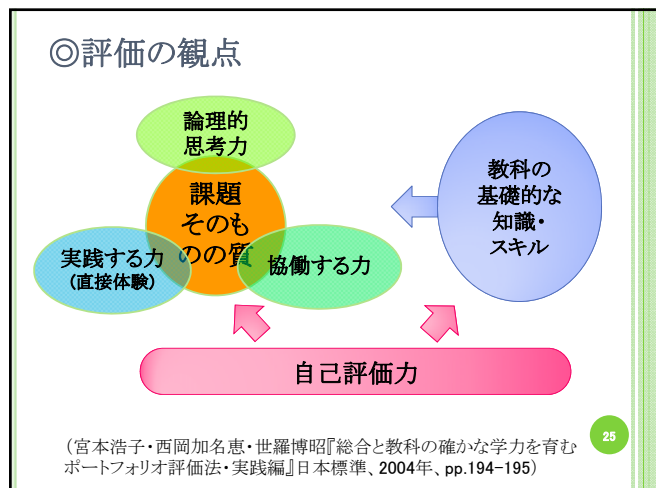 ◎評価の観点
論理的
思考力
課題
そのも
のの質
実践する力
(直接体験)
協働する力
教科の
基礎的な
知識・
スキル
自己評価力
(宮本浩子・西岡加名恵・世羅博昭『総合と教科の確かな学力を育む
ポートフォリオ評価法・実践編』日本標準、2004年、pp.194-195)
25